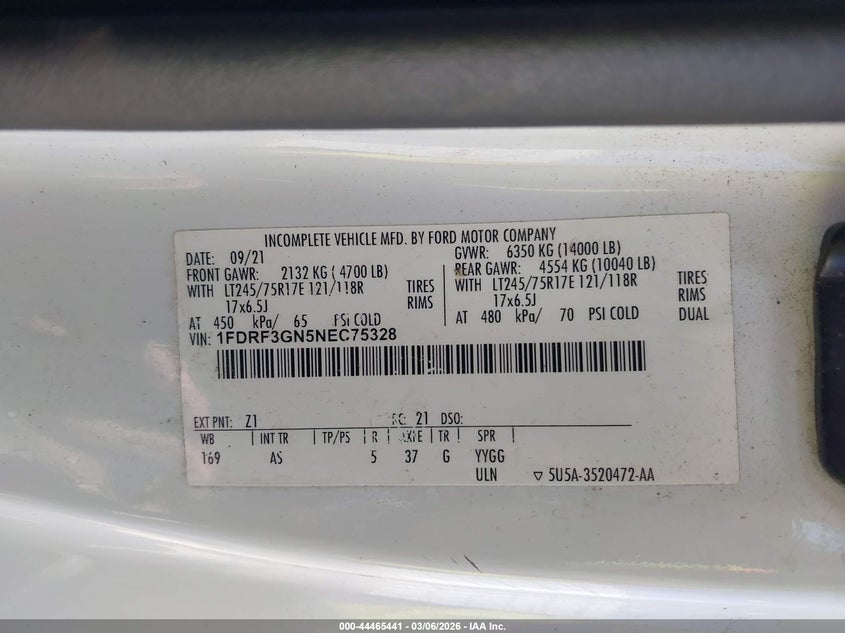 INCOMPLETE VEHICLE MFD. BY FORD MOTOR COMPANY
DATE: 09/21 GVWR: 6350 KG (14000 LB)
FRONT GAWR: 2132 KG ( 4700 LB) REAR GAWR: 4554 KG (10040 LB)
WITH LT245/75R17E 121/118R TIRES WITH LT245/75R17E 121/118R TIRES
17x6.5J RIMS 17x6.5J RIMS
AT 450 kPa/ 65 PSI COLD AT 480 kPa/ 70 PSI COLD DUAL
VIN: 1FDRF3GN5NEC75328
EXT PNT: Z1 21 DSO:
WB INT TR TP/PS R AXLE TR SPR
169 AS 5 37 G YYGG
ULN 5U5A-3520472-AA
000-44465441 - 03/06/2026 - IAA Inc.